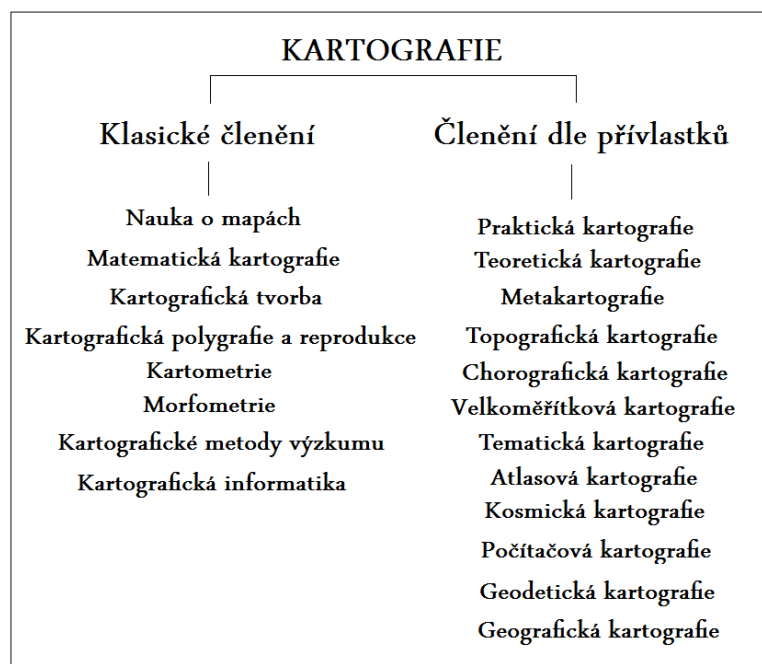 KARTOGRAFIE
Klasické členění
Nauka o mapách
Matematická kartografie
Kartografická tvorba
Kartografická polygrafie a reprodukce
Kartometrie
Morfometrie
Kartografické metody výzkumu
Kartografická informatika
Členění dle přívlastků
Praktická kartografie
Teoretická kartografie
Metakartografie
Topografická kartografie
Chorografická kartografie
Velkoměřítková kartografie
Tematická kartografie
Atlasová kartografie
Kosmická kartografie
Počítačová kartografie
Geodetická kartografie
Geografická kartografie